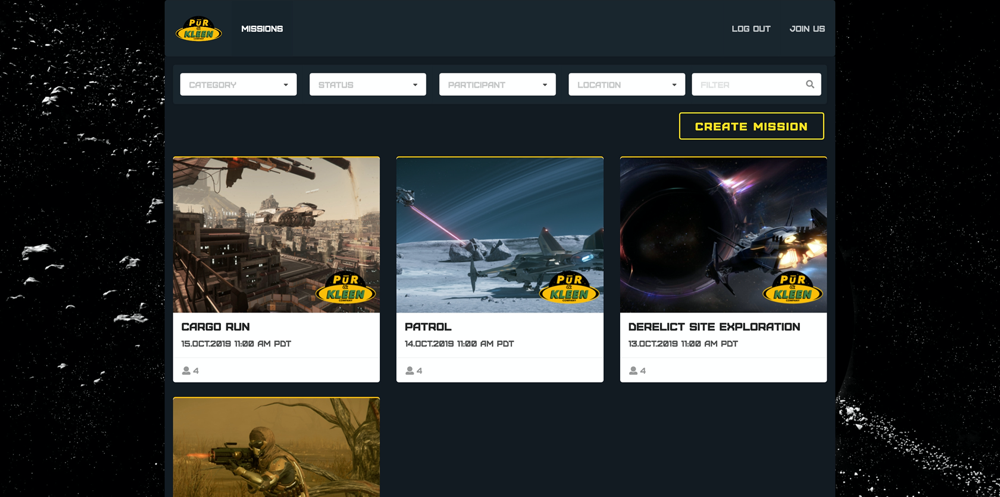 PüR
KLEEN
MISSIONS
LOG OUT
JOIN US
CATEGORY
STATUS
PARTICIPANT
LOCATION
FILTER
CREATE MISSION
PüR
KLEEN
PüR
KLEEN
PüR
KLEEN
CARGO RUN
15.OCT.2019 11:00 AM PDT
4
PATROL
14.OCT.2019 11:00 AM PDT
4
DERELICT SITE EXPLORATION
13.OCT.2019 11:00 AM PDT
4